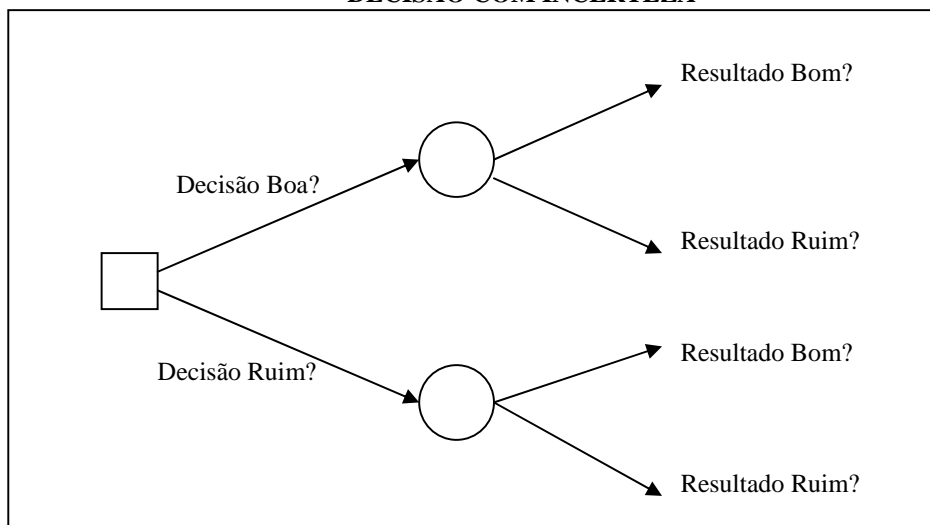 DECISÃO COM INCERTEZA
Resultado Bom?
Decisão Boa?
Resultado Ruim?
Decisão Ruim?
Resultado Bom?
Resultado Ruim?